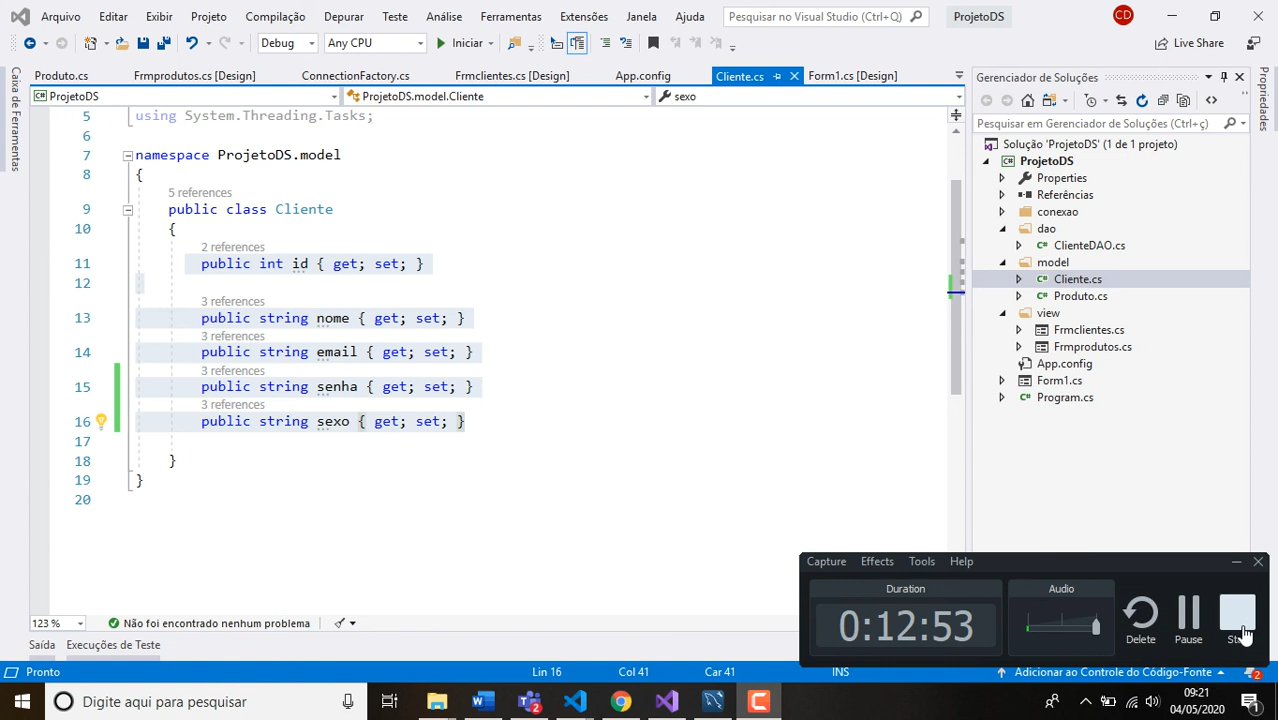 Arquivo Editar Exibir Projeto Compilação Depurar Teste Análise Ferramentas Extensões Janela Ajuda Pesquisar no Visual Studio (Ctrl+Q) ProjetoDS CD
Debug Any CPU Iniciar Live Share
Produto.cs Frmprodutos.cs [Design] ConnectionFactory.cs Frmclientes.cs [Design] App.config Cliente.cs Form1.cs [Design]
ProjetoDS ProjetoDS.model.Cliente sexo
Caixa de Ferramentas
5 using System.Threading.Tasks;
6
7 namespace ProjetoDS.model
8 {
5 references
9 public class Cliente
10 {
2 references
11 public int id { get; set; }
12
3 references
13 public string nome { get; set; }
3 references
14 public string email { get; set; }
3 references
15 public string senha { get; set; }
3 references
16 public string sexo { get; set; }
17
18 }
19 }
20
123 % Não foi encontrado nenhum problema
Saída Execuções de Teste
Gerenciador de Soluções
Pesquisar em Gerenciador de Soluções (Ctrl+ç)
Solução 'ProjetoDS' (1 de 1 projeto)
ProjetoDS
Properties
Referências
conexao
dao
ClienteDAO.cs
model
Cliente.cs
Produto.cs
view
Frmclientes.cs
Frmprodutos.cs
App.config
Form1.cs
Program.cs
Propriedades
Capture Effects Tools Help
Duration Audio
0:12:53
Delete Pause
Pronto Lin 16 Col 41 Car 41 INS Adicionar ao Controle do Código-Fonte 2
Digite aqui para pesquisar 2 09:21
04/05/2020 1